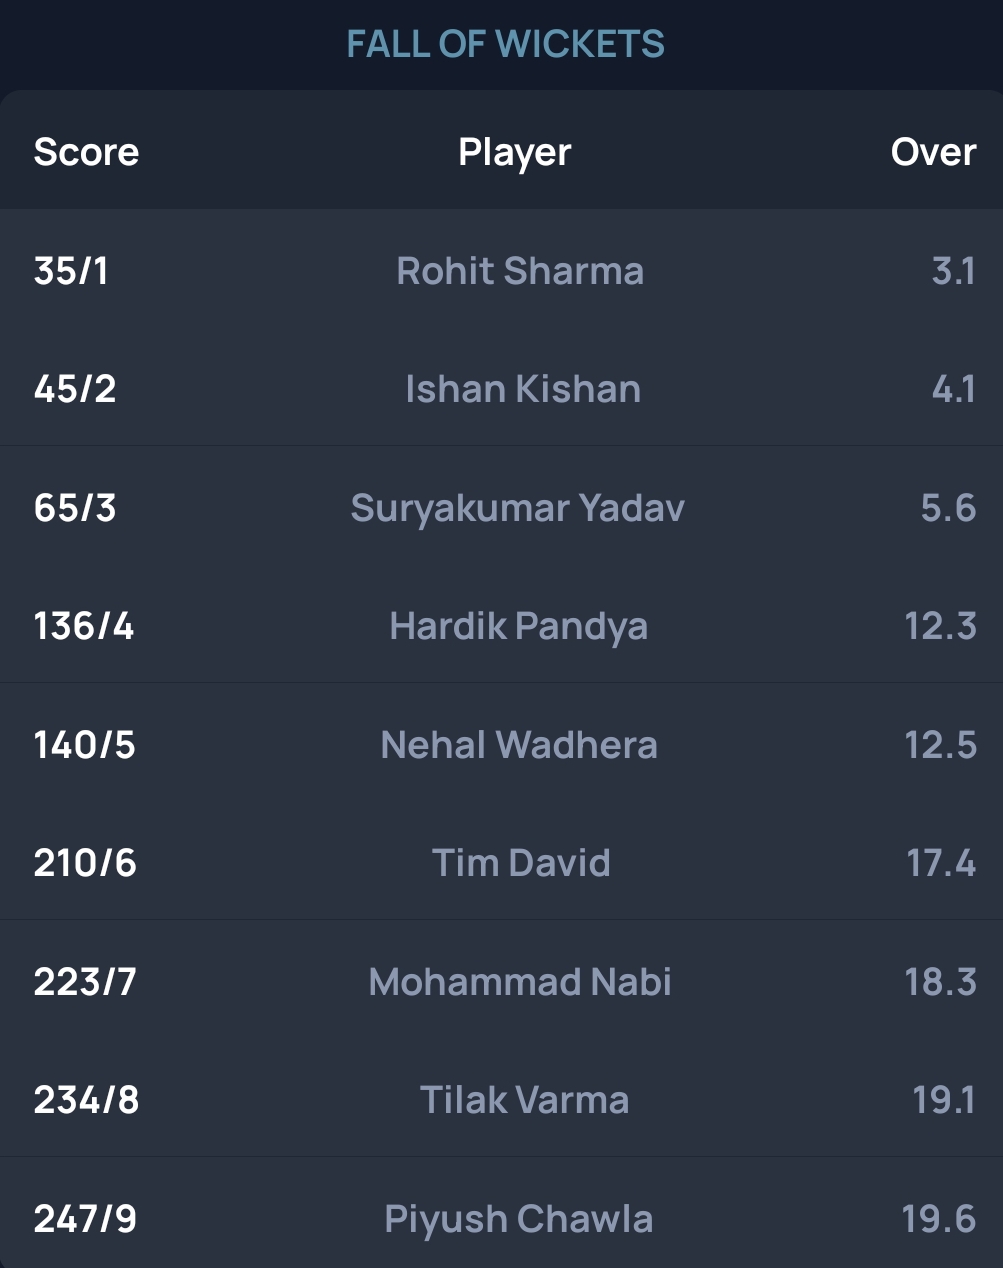 FALL OF WICKETS
Score Player Over
35/1 Rohit Sharma 3.1
45/2 Ishan Kishan 4.1
65/3 Suryakumar Yadav 5.6
136/4 Hardik Pandya 12.3
140/5 Nehal Wadhera 12.5
210/6 Tim David 17.4
223/7 Mohammad Nabi 18.3
234/8 Tilak Varma 19.1
247/9 Piyush Chawla 19.6